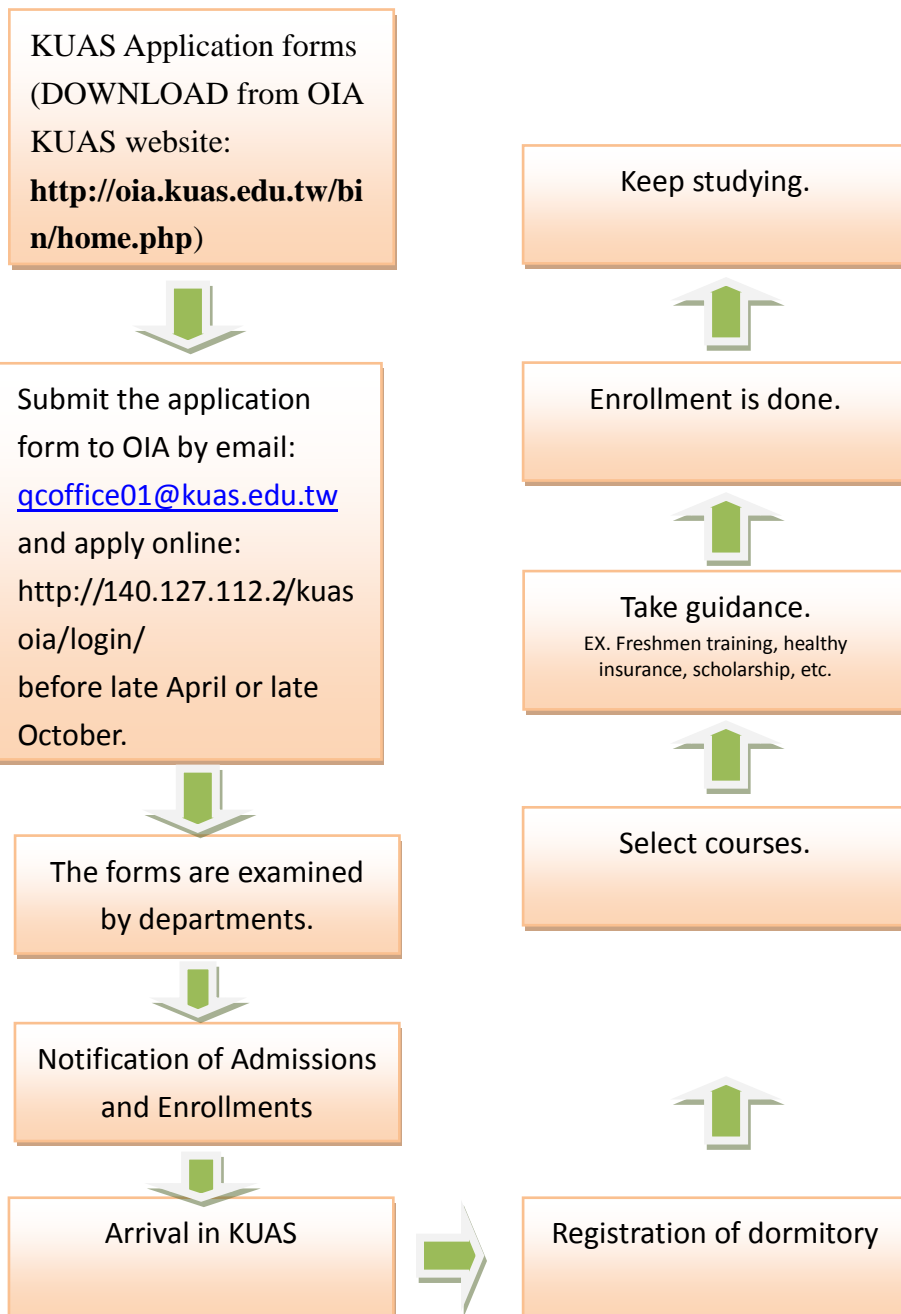 KUAS Application forms
(DOWNLOAD from OIA
KUAS website:
http://oia.kuas.edu.tw/bi
n/home.php)
Submit the application
form to OIA by email:
qcoffice01@kuas.edu.tw
and apply online:
http://140.127.112.2/kuas
oia/login/
before late April or late
October.
The forms are examined
by departments.
Notification of Admissions
and Enrollments
Arrival in KUAS
Registration of dormitory
Select courses.
Take guidance.
EX. Freshmen training, healthy
insurance, scholarship, etc.
Enrollment is done.
Keep studying.